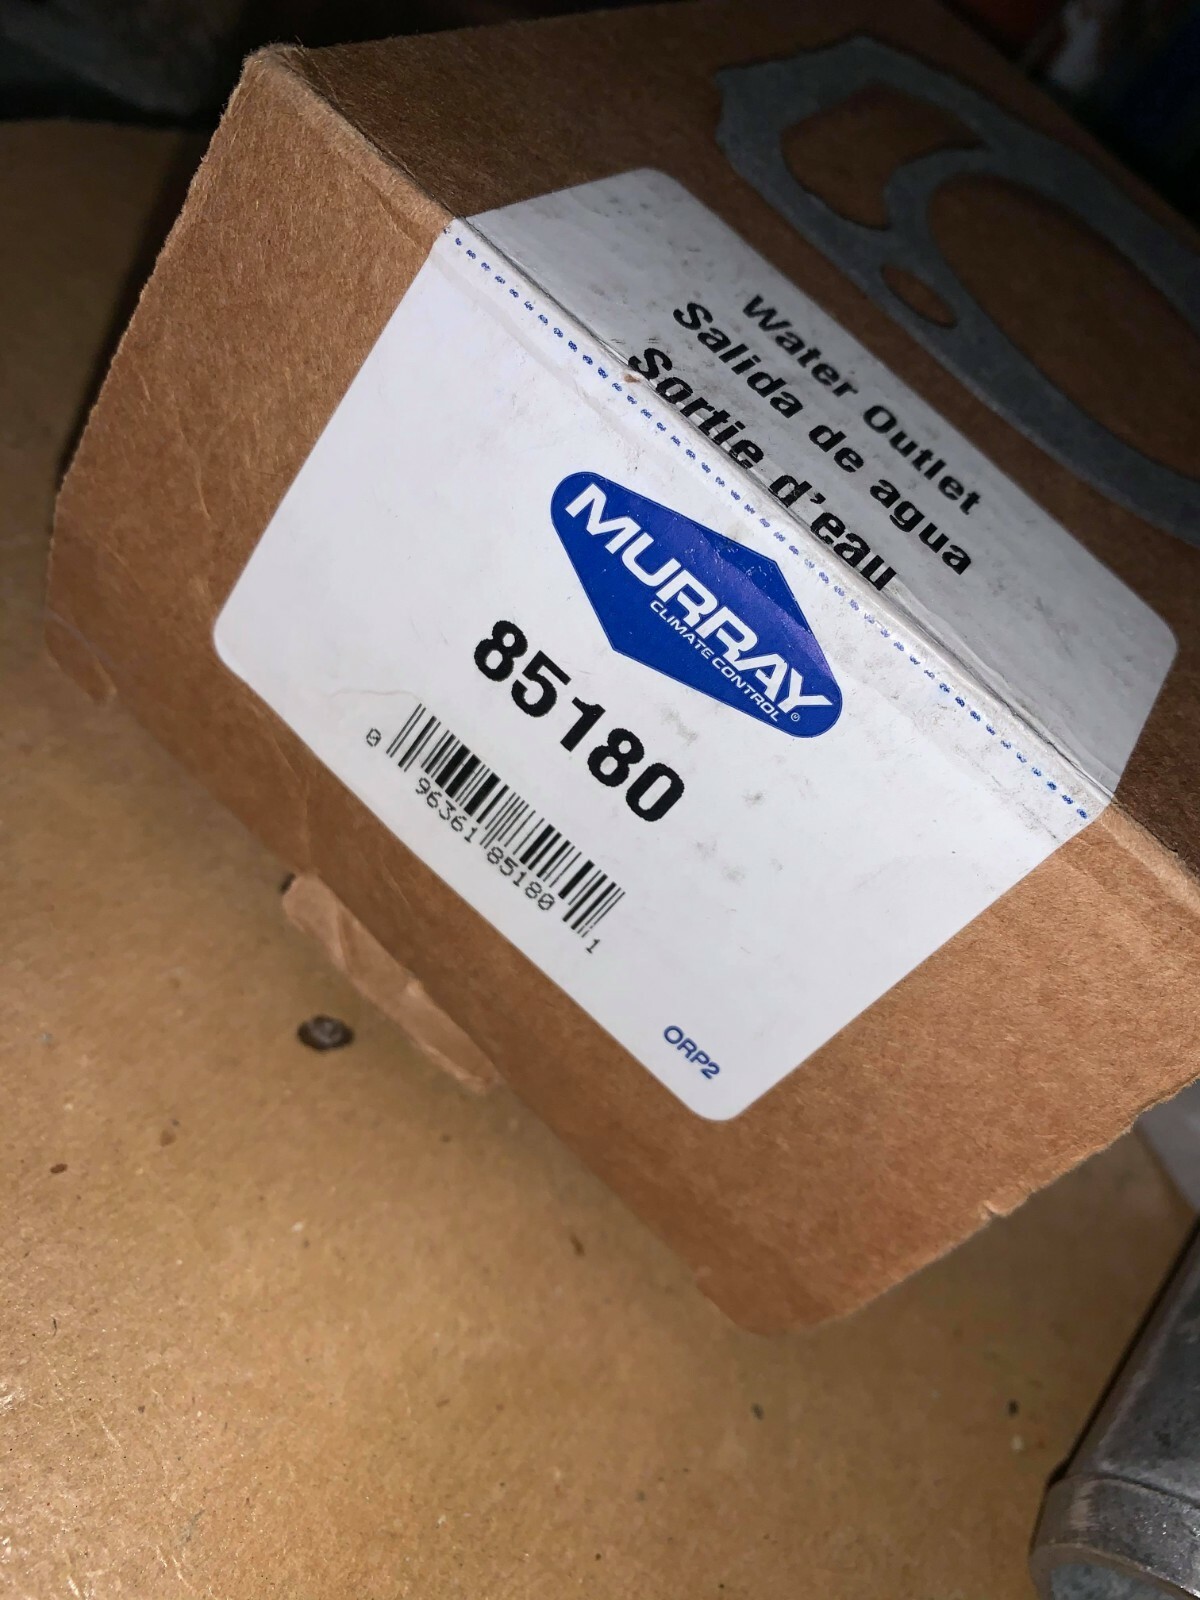 Water Outlet
Salida de agua
Sortie d'eau
MURRAY®
CLIMATE CONTROL
85180
0 96361 85180 1
ORP2